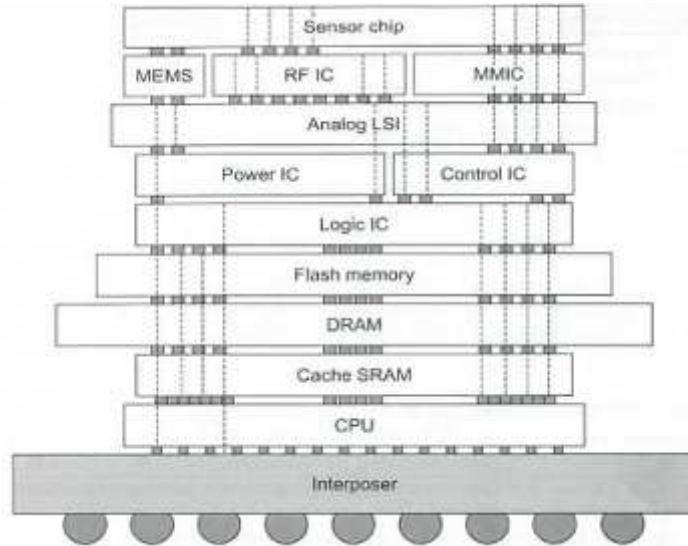 Sensor chip
MEMS
RF IC
MMIC
Analog LSI
Power IC
Control IC
Logic IC
Flash memory
DRAM
Cache SRAM
CPU
Interposer